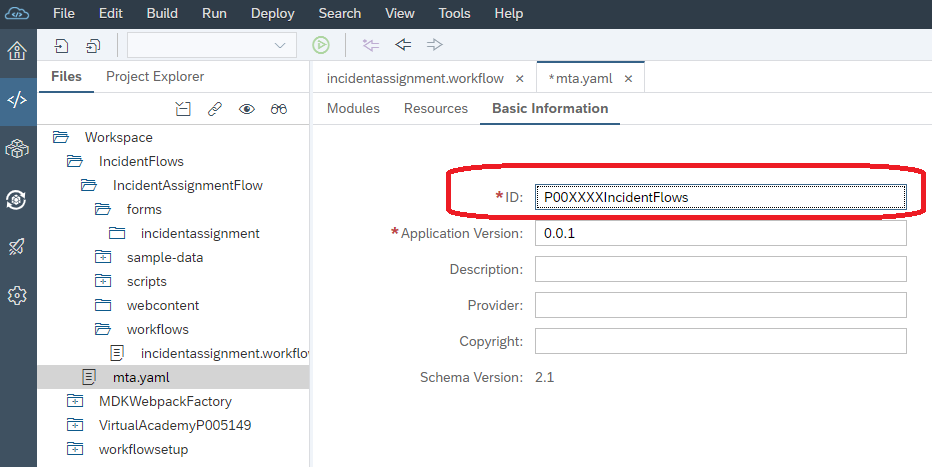 File Edit Build Run Deploy Search View Tools Help
Files Project Explorer
incidentassignment.workflow × *mta.yaml ×
Modules Resources Basic Information
Workspace
IncidentFlows
IncidentAssignmentFlow
forms
incidentassignment
sample-data
scripts
webcontent
workflows
incidentassignment.workflo
mta.yaml
MDKWebpackFactory
VirtualAcademyP005149
workflowsetup
*ID: P00XXXXIncidentFlows
*Application Version: 0.0.1
Description:
Provider:
Copyright:
Schema Version: 2.1